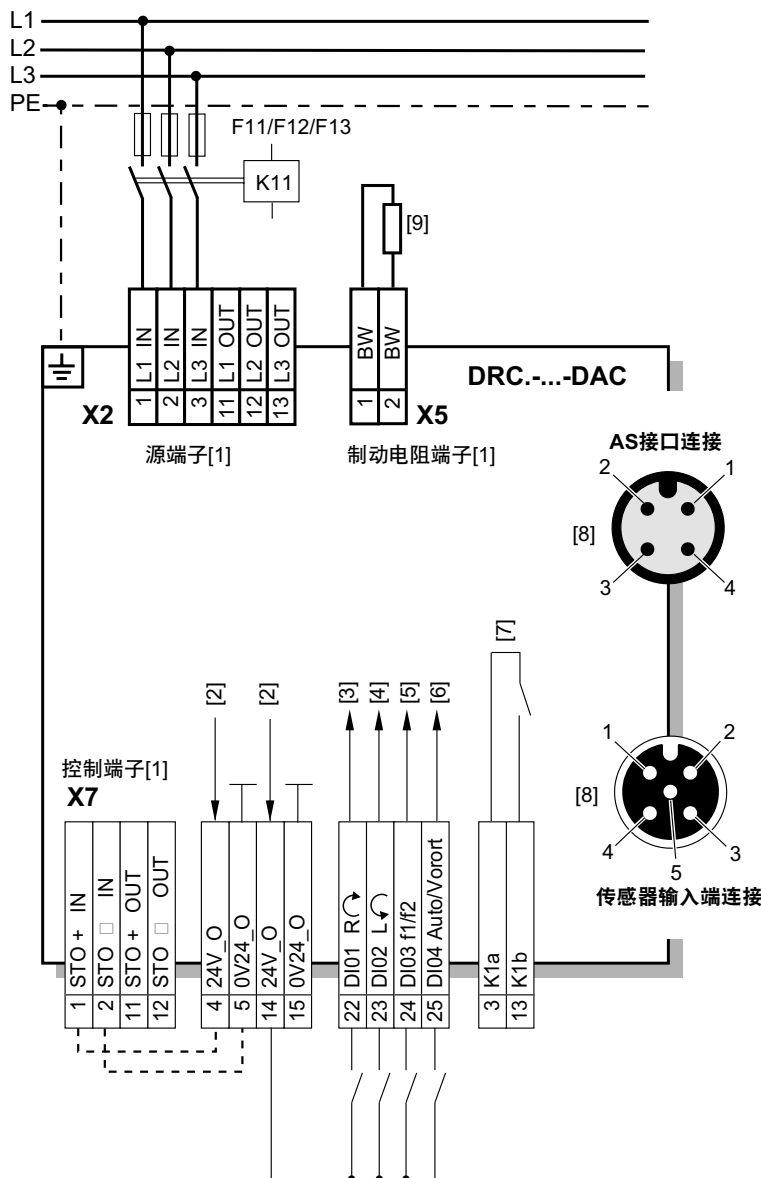 L1
L2
L3
PE
F11/F12/F13
K11
[9]
1 L1 IN
2 L2 IN
3 L3 IN
11 L1 OUT
12 L2 OUT
13 L3 OUT
1 BW
2 BW
DRC.-...-DAC
X2
X5
源端子[1]
制动电阻端子[1]
AS接口连接
2 1
[8]
3 4
[7]
[2] [2] [3] [4] [5] [6]
控制端子[1]
X7
1 2
[8]
4 3
5
传感器输入端连接
1 STO + IN
2 STO □ IN
11 STO + OUT
12 STO □ OUT
4 24V_O
5 0V24_O
14 24V_O
15 0V24_O
22 DI01 R
23 DI02 L
24 DI03 f1/f2
25 DI04 Auto/Vorort
3 K1a
13 K1b